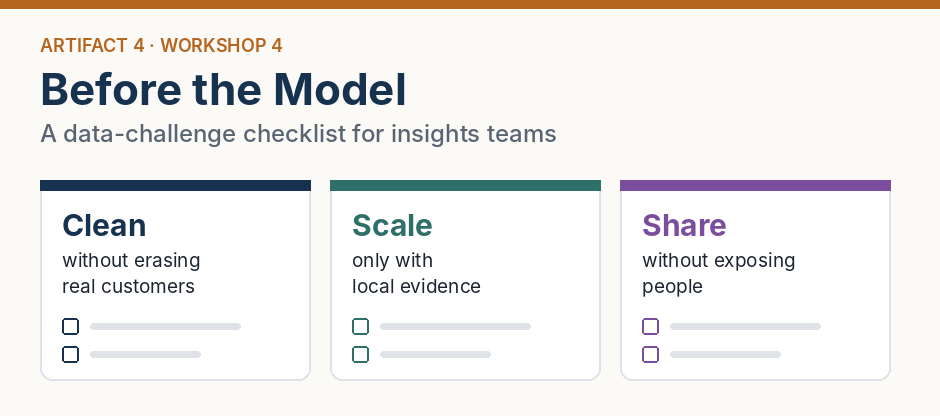 ARTIFACT 4 · WORKSHOP 4
Before the Model
A data-challenge checklist for insights teams
Clean
without erasing
real customers
Scale
only with
local evidence
Share
without exposing
people